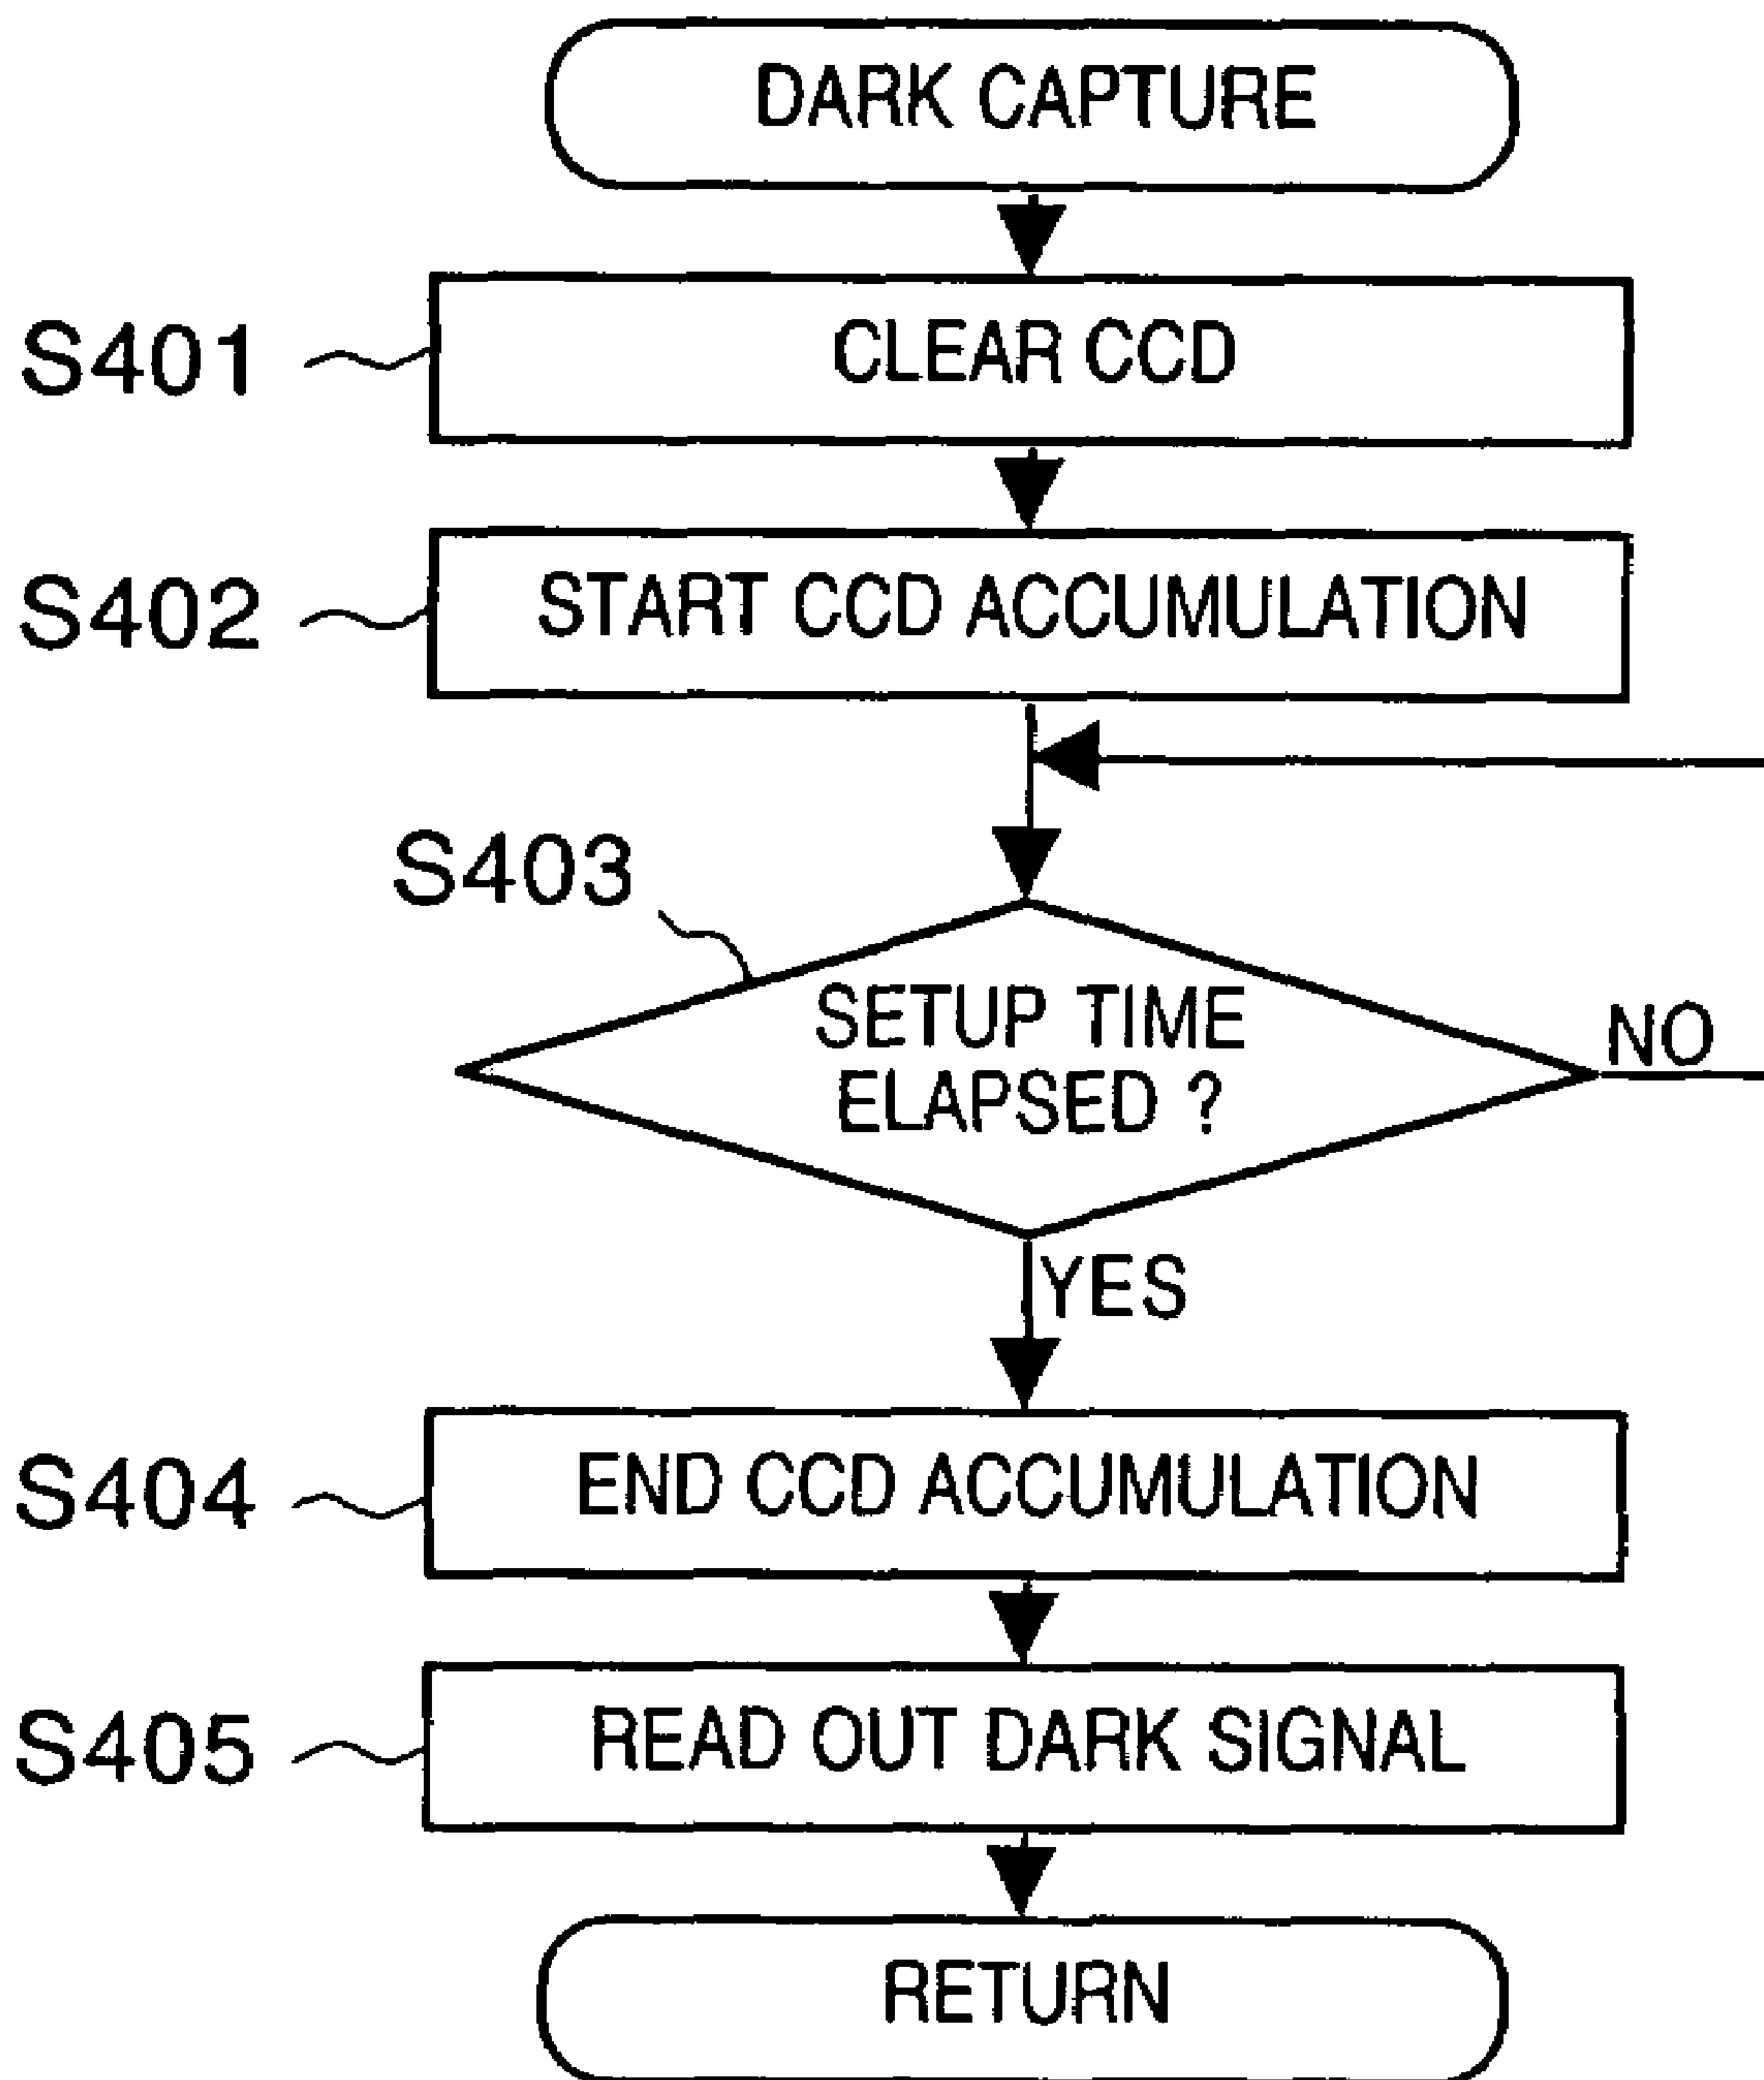 DARK CAPTURE
S401
CLEAR CCD
S402
START CCD ACCUMULATION
S403
SETUP TIME
ELAPSED ?
NO
YES
S404
END CCD ACCUMULATION
S405
READ OUT DARK SIGNAL
RETURN